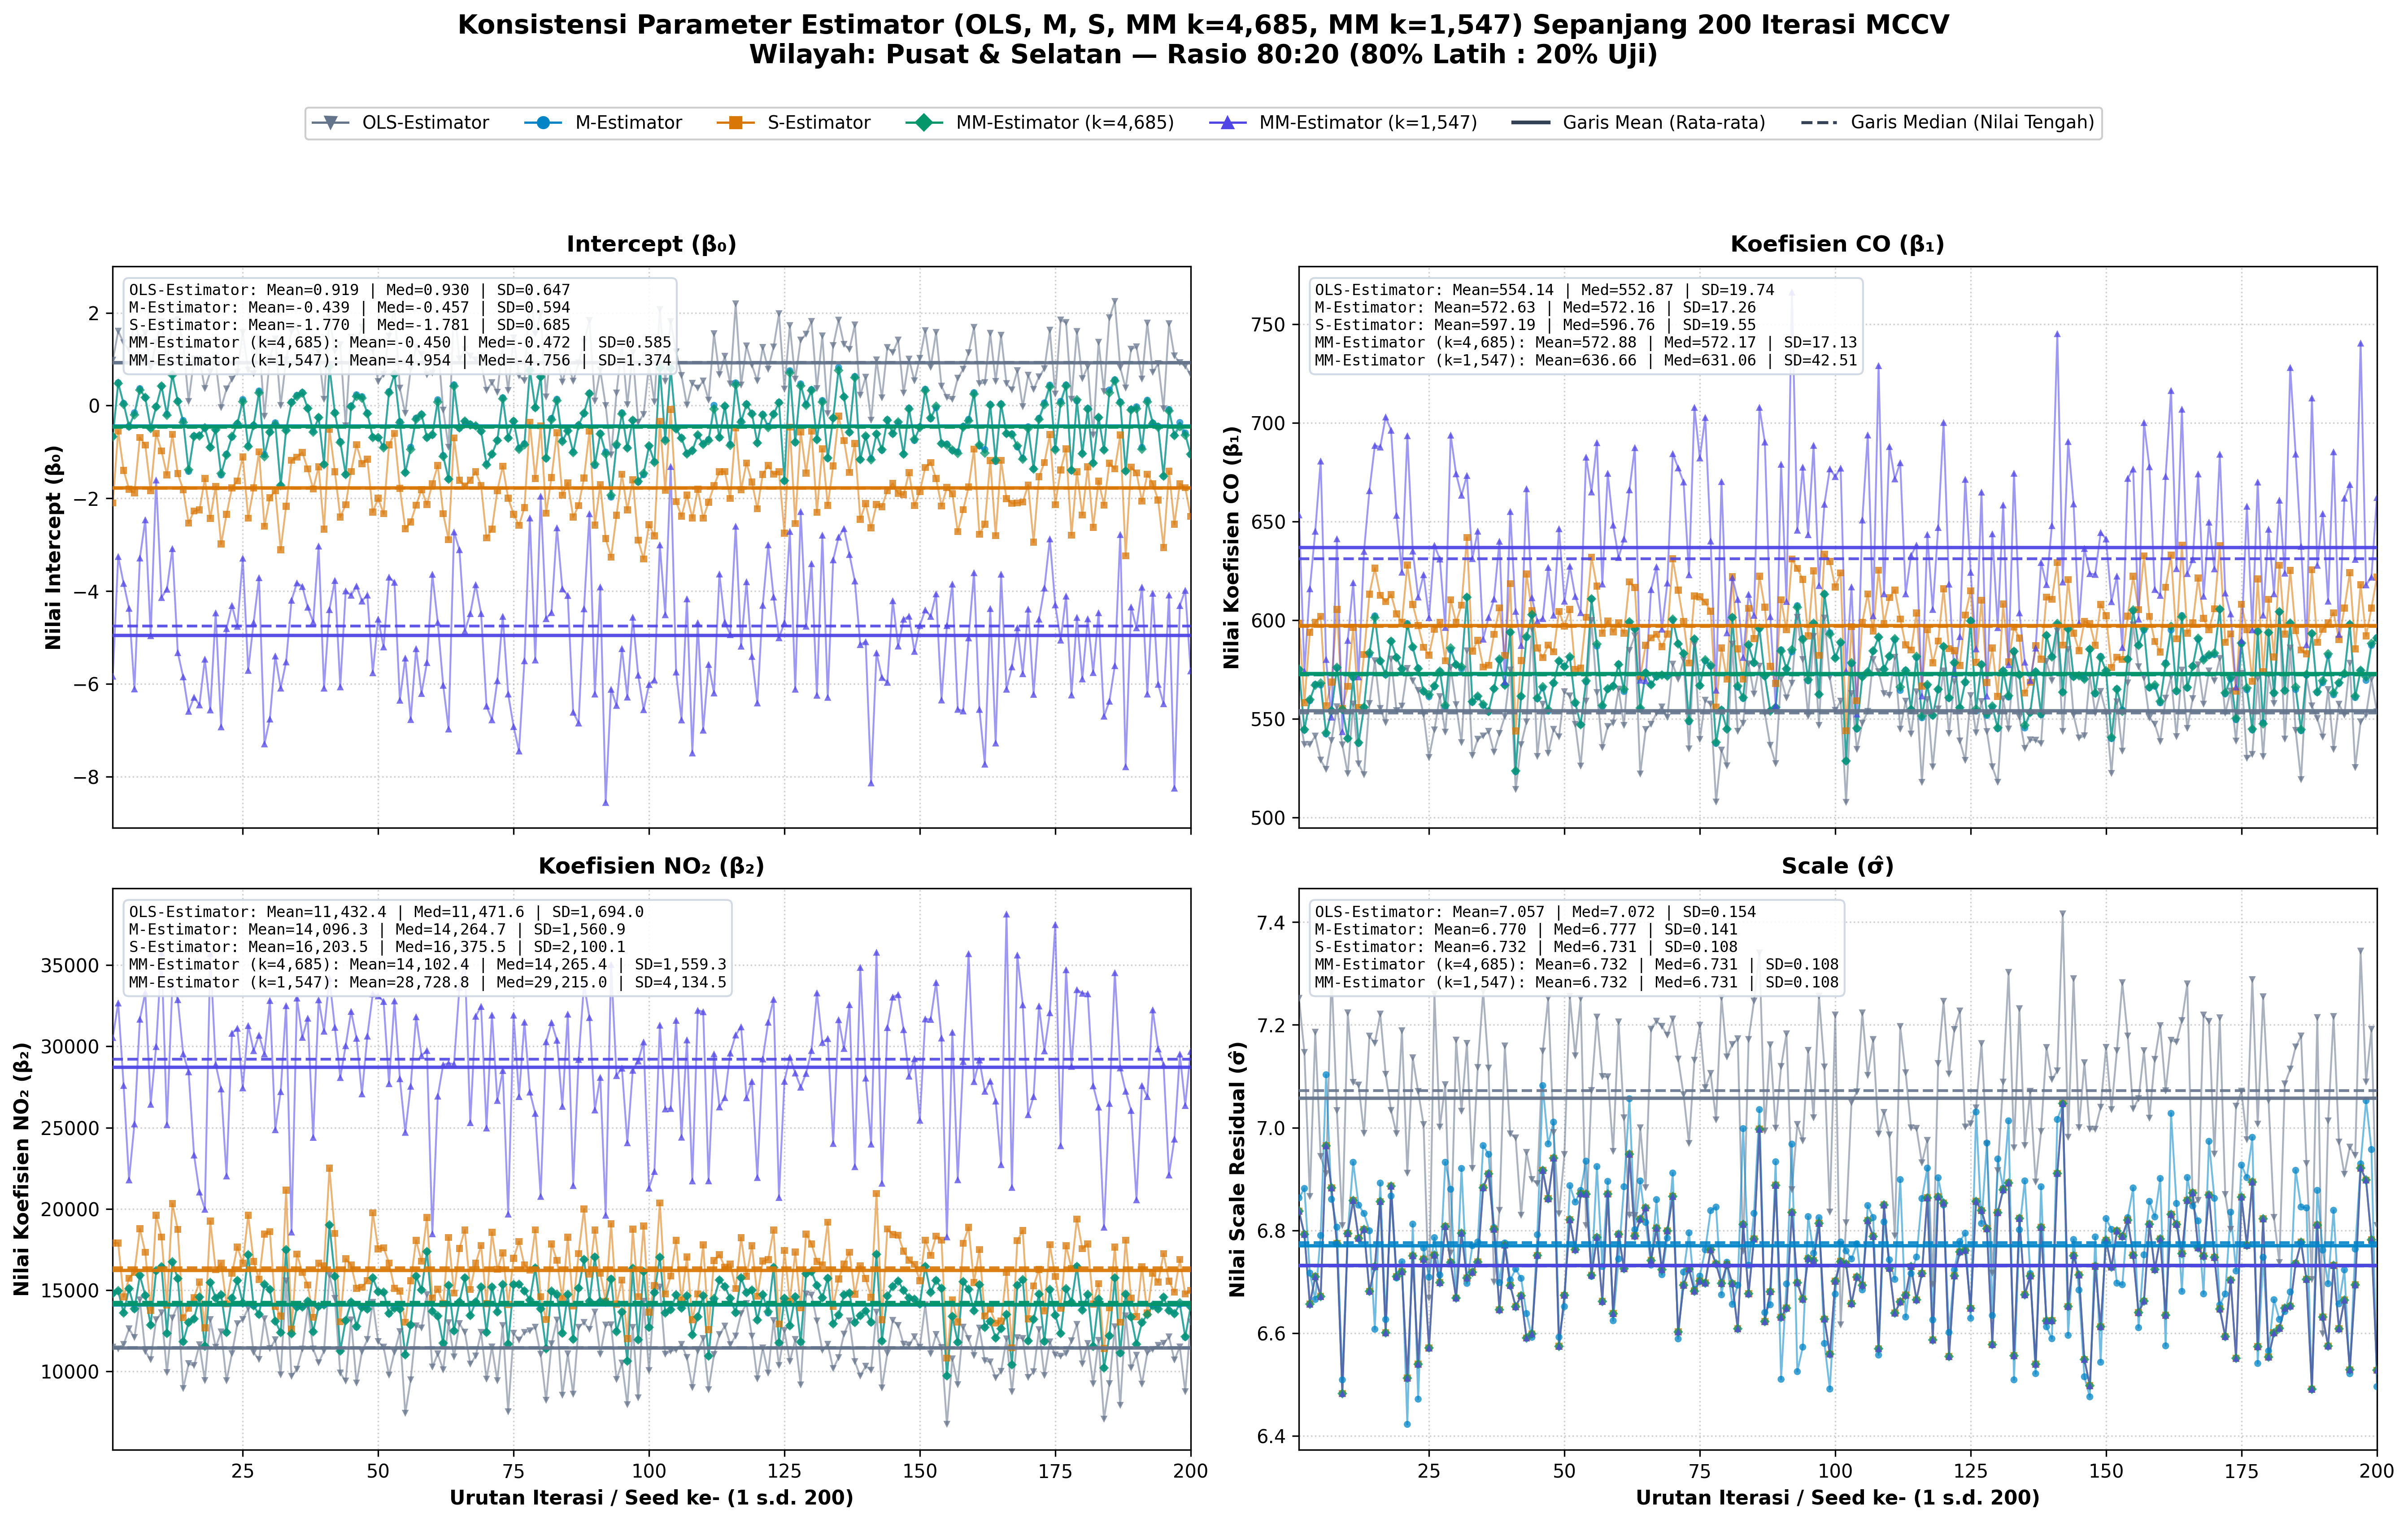 Konsistensi Parameter Estimator (OLS, M, S, MM k=4,685, MM k=1,547) Sepanjang 200 Iterasi MCCV
Wilayah: Pusat & Selatan — Rasio 80:20 (80% Latih : 20% Uji)
OLS-Estimator M-Estimator S-Estimator MM-Estimator (k=4,685) MM-Estimator (k=1,547) Garis Mean (Rata-rata) Garis Median (Nilai Tengah)
Intercept (β₀)
OLS-Estimator: Mean=0.919 | Med=0.930 | SD=0.647
M-Estimator: Mean=-0.439 | Med=-0.457 | SD=0.594
S-Estimator: Mean=-1.770 | Med=-1.781 | SD=0.685
MM-Estimator (k=4,685): Mean=-0.450 | Med=-0.472 | SD=0.585
MM-Estimator (k=1,547): Mean=-4.954 | Med=-4.756 | SD=1.374
Nilai Intercept (β₀)
2
0
−2
−4
−6
−8
Koefisien CO (β₁)
OLS-Estimator: Mean=554.14 | Med=552.87 | SD=19.74
M-Estimator: Mean=572.63 | Med=572.16 | SD=17.26
S-Estimator: Mean=597.19 | Med=596.76 | SD=19.55
MM-Estimator (k=4,685): Mean=572.88 | Med=572.17 | SD=17.13
MM-Estimator (k=1,547): Mean=636.66 | Med=631.06 | SD=42.51
Nilai Koefisien CO (β₁)
750
700
650
600
550
500
Koefisien NO₂ (β₂)
OLS-Estimator: Mean=11,432.4 | Med=11,471.6 | SD=1,694.0
M-Estimator: Mean=14,096.3 | Med=14,264.7 | SD=1,560.9
S-Estimator: Mean=16,203.5 | Med=16,375.5 | SD=2,100.1
MM-Estimator (k=4,685): Mean=14,102.4 | Med=14,265.4 | SD=1,559.3
MM-Estimator (k=1,547): Mean=28,728.8 | Med=29,215.0 | SD=4,134.5
Nilai Koefisien NO₂ (β₂)
35000
30000
25000
20000
15000
10000
25 50 75 100 125 150 175 200
Urutan Iterasi / Seed ke- (1 s.d. 200)
Scale (σ̂)
OLS-Estimator: Mean=7.057 | Med=7.072 | SD=0.154
M-Estimator: Mean=6.770 | Med=6.777 | SD=0.141
S-Estimator: Mean=6.732 | Med=6.731 | SD=0.108
MM-Estimator (k=4,685): Mean=6.732 | Med=6.731 | SD=0.108
MM-Estimator (k=1,547): Mean=6.732 | Med=6.731 | SD=0.108
Nilai Scale Residual (σ̂)
7.4
7.2
7.0
6.8
6.6
6.4
25 50 75 100 125 150 175 200
Urutan Iterasi / Seed ke- (1 s.d. 200)